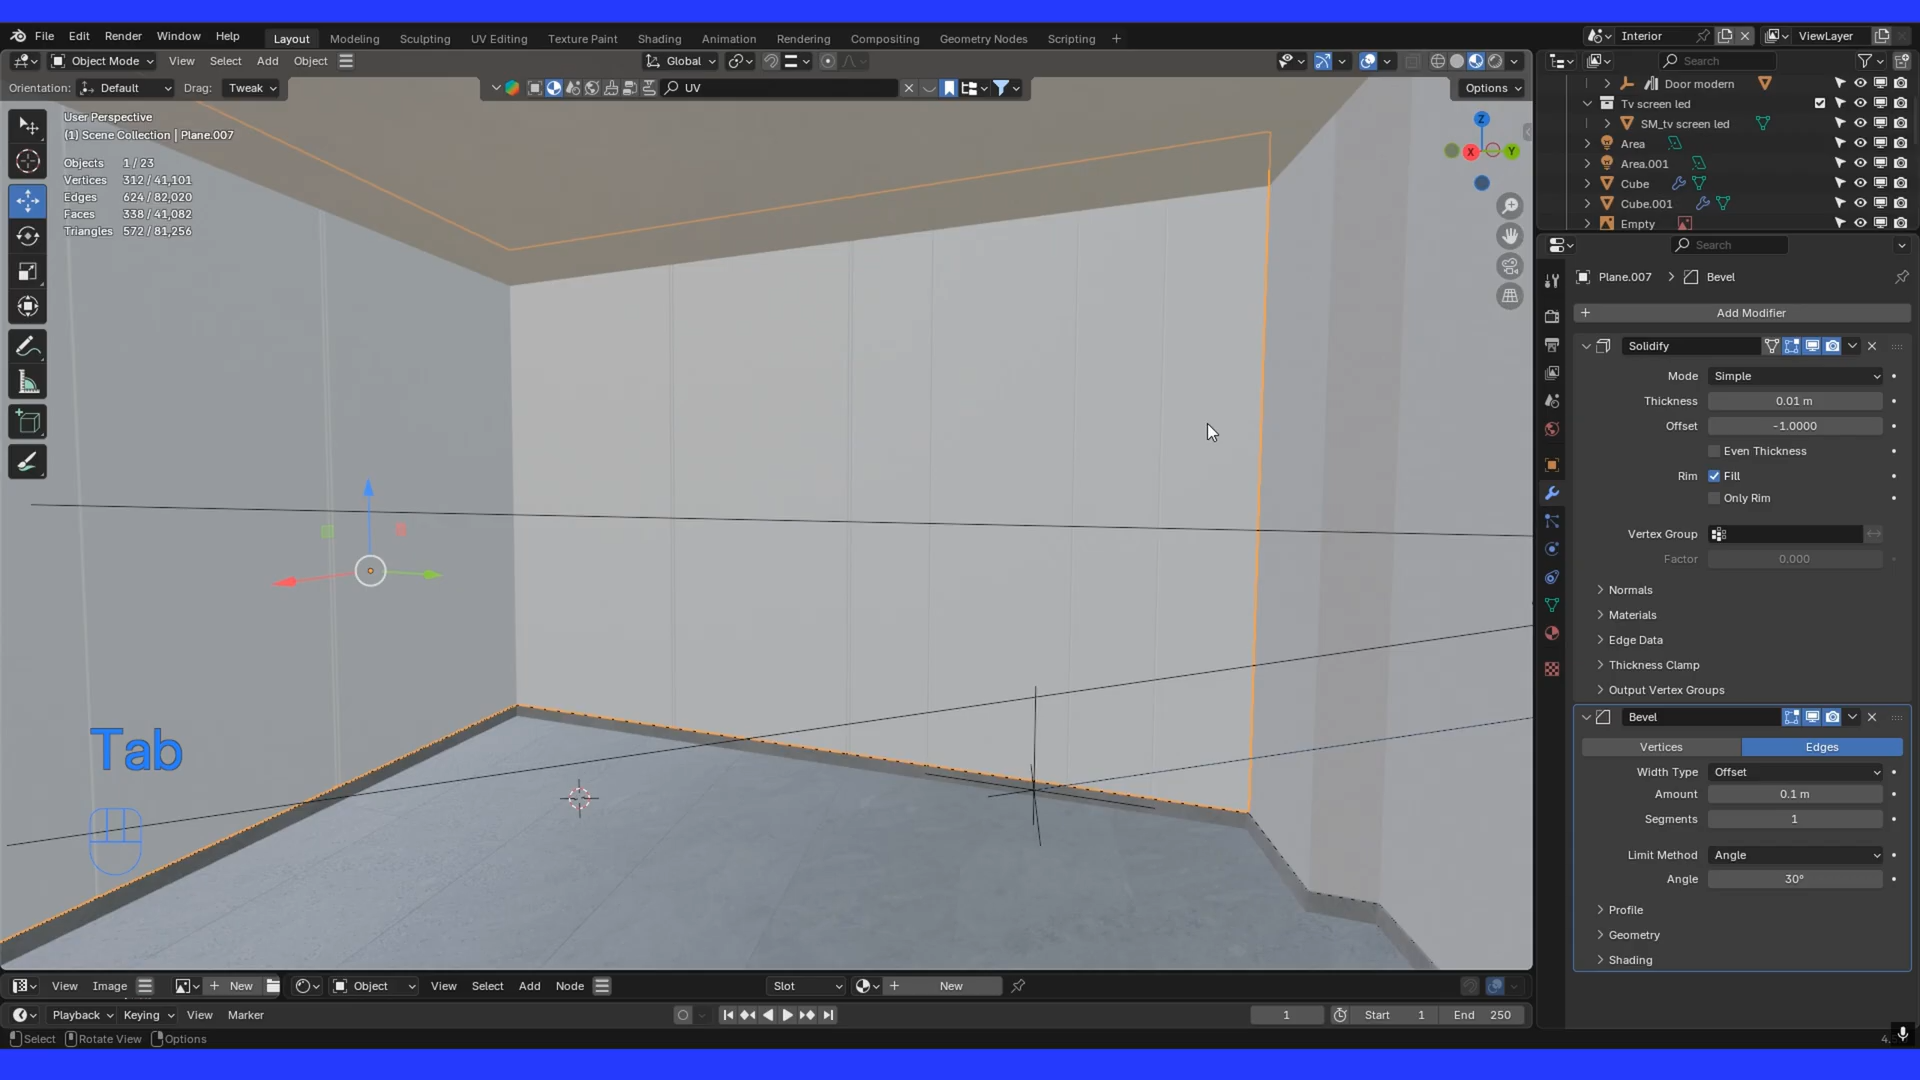 File Edit Render Window Help
Layout Modeling Sculpting UV Editing Texture Paint Shading Animation Rendering Compositing Geometry Nodes Scripting +
Interior
ViewLayer
Object Mode View Select Add Object
Global
Search
Orientation: Default Drag: Tweak
UV
Options
User Perspective
(1) Scene Collection | Plane.007
Objects 1 / 23
Vertices 312 / 41,101
Edges 624 / 82,020
Faces 338 / 41,082
Triangles 572 / 81,256
Z
X
Y
Door modern
Tv screen led
SM_tv screen led
Area
Area.001
Cube
Cube.001
Empty
Search
Plane.007 > Bevel
+ Add Modifier
Solidify
Mode Simple
Thickness 0.01 m
Offset -1.0000
Even Thickness
Rim Fill
Only Rim
Vertex Group
Factor 0.000
Normals
Materials
Edge Data
Thickness Clamp
Output Vertex Groups
Bevel
Vertices Edges
Width Type Offset
Amount 0.1 m
Segments 1
Limit Method Angle
Angle 30°
Profile
Geometry
Shading
Tab
View Image + New Object View Select Add Node Slot + New
Playback Keying View Marker 1 Start 1 End 250
Select Rotate View Options